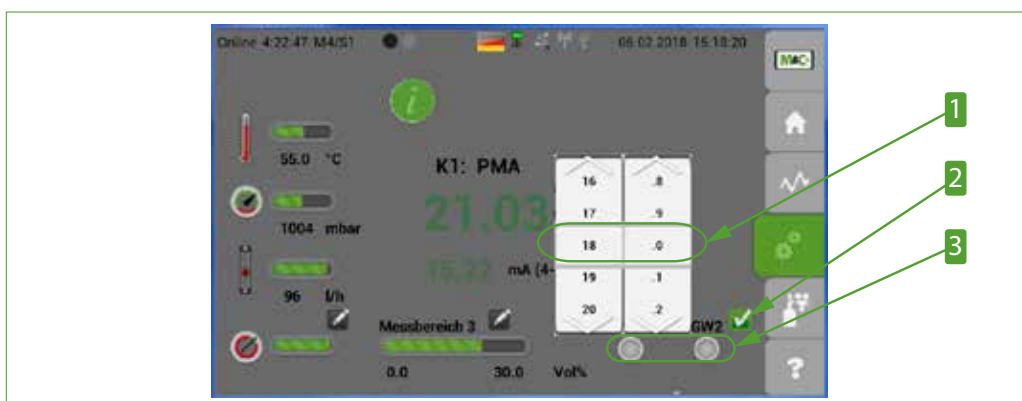 Online 4:22:47 M4/S1 06.02.2018 15:18:20
M&C
i
1
55.0 °C
K1: PMA
16 .8
2
1004 mbar
21.03
17 .9
18 .0
3
mA (4-
19 .1
96 l/h
20 .2
Messbereich 3
GW2
0.0 30.0 Vol%
?